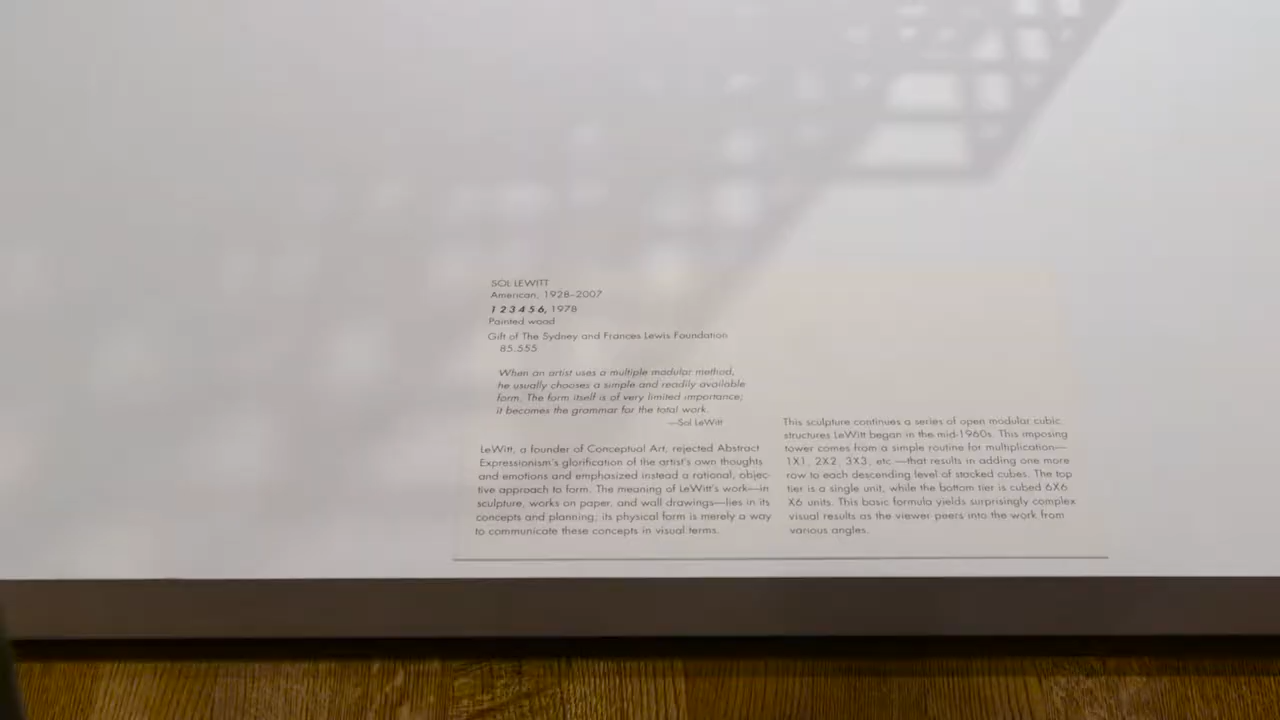 SOL LEWITT
American, 1928–2007
1 2 3 4 5 6, 1978
Painted wood
Gift of The Sydney and Frances Lewis Foundation
85.555
When an artist uses a multiple modular method,
he usually chooses a simple and readily available
form. The form itself is of very limited importance;
it becomes the grammar for the total work.
—Sol LeWitt
LeWitt, a founder of Conceptual Art, rejected Abstract
Expressionism's glorification of the artist's own thoughts
and emotions and emphasized instead a rational, objec-
tive approach to form. The meaning of LeWitt's work—in
sculpture, works on paper, and wall drawings—lies in its
concepts and planning; its physical form is merely a way
to communicate these concepts in visual terms.
This sculpture continues a series of open modular cubic
structures LeWitt began in the mid-1960s. This imposing
tower comes from a simple routine for multiplication—
1X1, 2X2, 3X3, etc.—that results in adding one more
row to each descending level of stacked cubes. The top
tier is a single unit, while the bottom tier is cubed 6X6
X6 units. This basic formula yields surprisingly complex
visual results as the viewer peers into the work from
various angles.